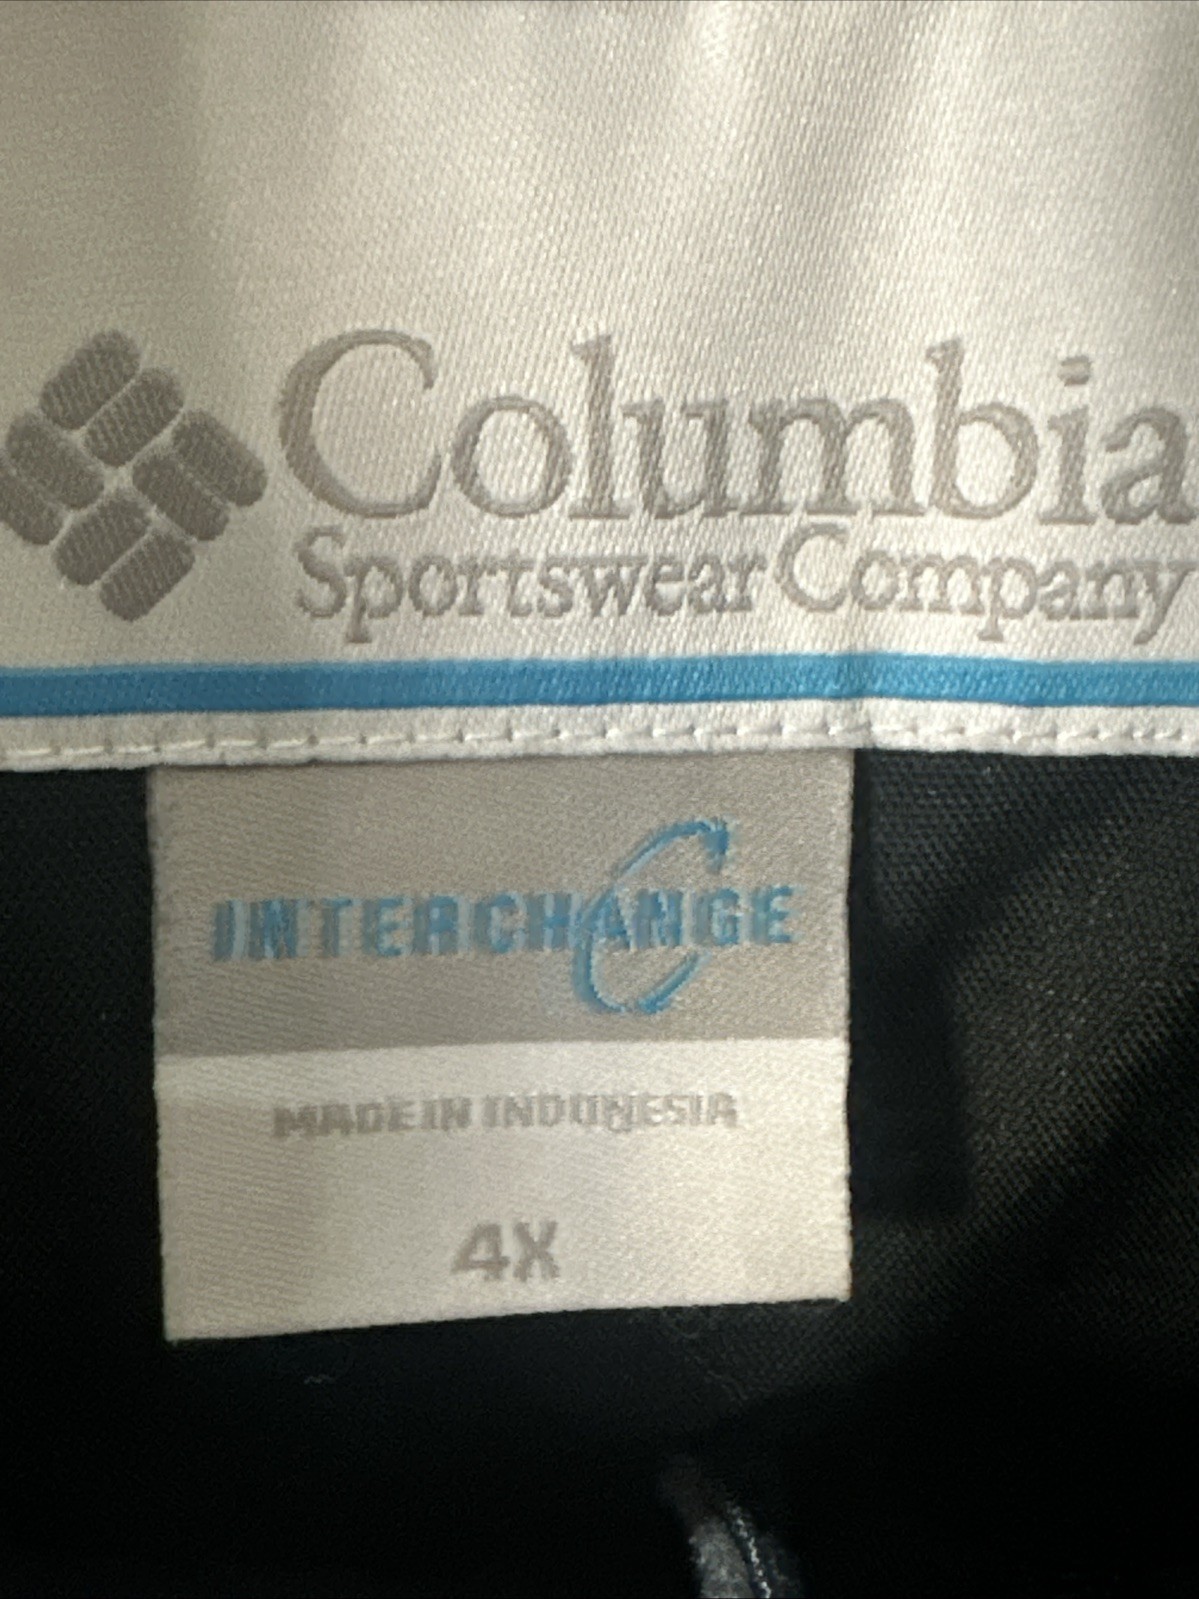 Columbia
Sportswear Company
INTERCHANGE
MADE IN INDONESIA
4X